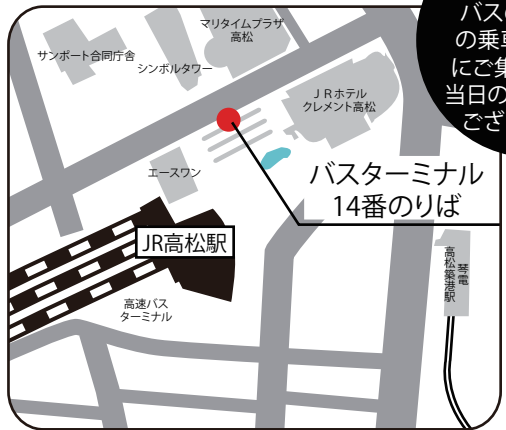 マリタイムプラザ
高松
サンポート合同庁舎
シンボルタワー
JRホテル
クレメント高松
エースワン
バスターミナル
14番のりば
JR高松駅
高速バス
ターミナル
琴電
高松築港駅
バス
の乗車
にご集
当日の
ござ